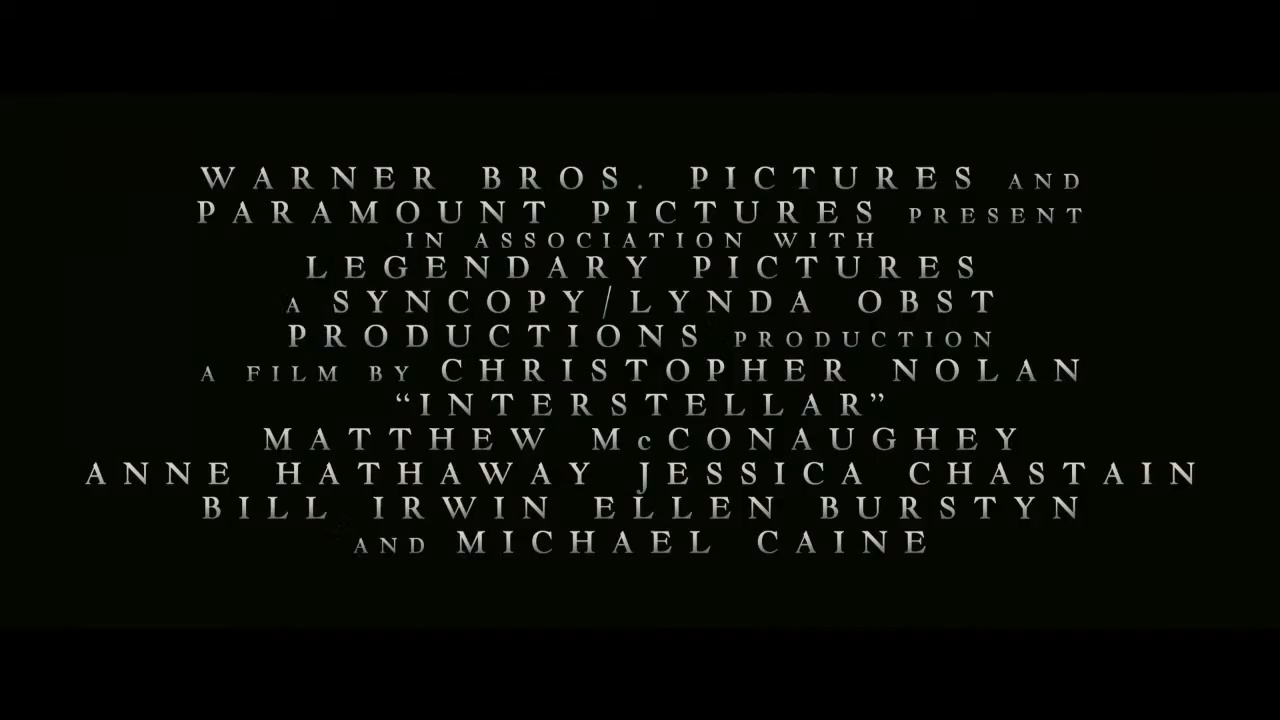 WARNER BROS. PICTURES AND
PARAMOUNT PICTURES PRESENT
IN ASSOCIATION WITH
LEGENDARY PICTURES
A SYNCOPY/LYNDA OBST
PRODUCTIONS PRODUCTION
A FILM BY CHRISTOPHER NOLAN
“INTERSTELLAR”
MATTHEW McCONAUGHEY
ANNE HATHAWAY JESSICA CHASTAIN
BILL IRWIN ELLEN BURSTYN
AND MICHAEL CAINE